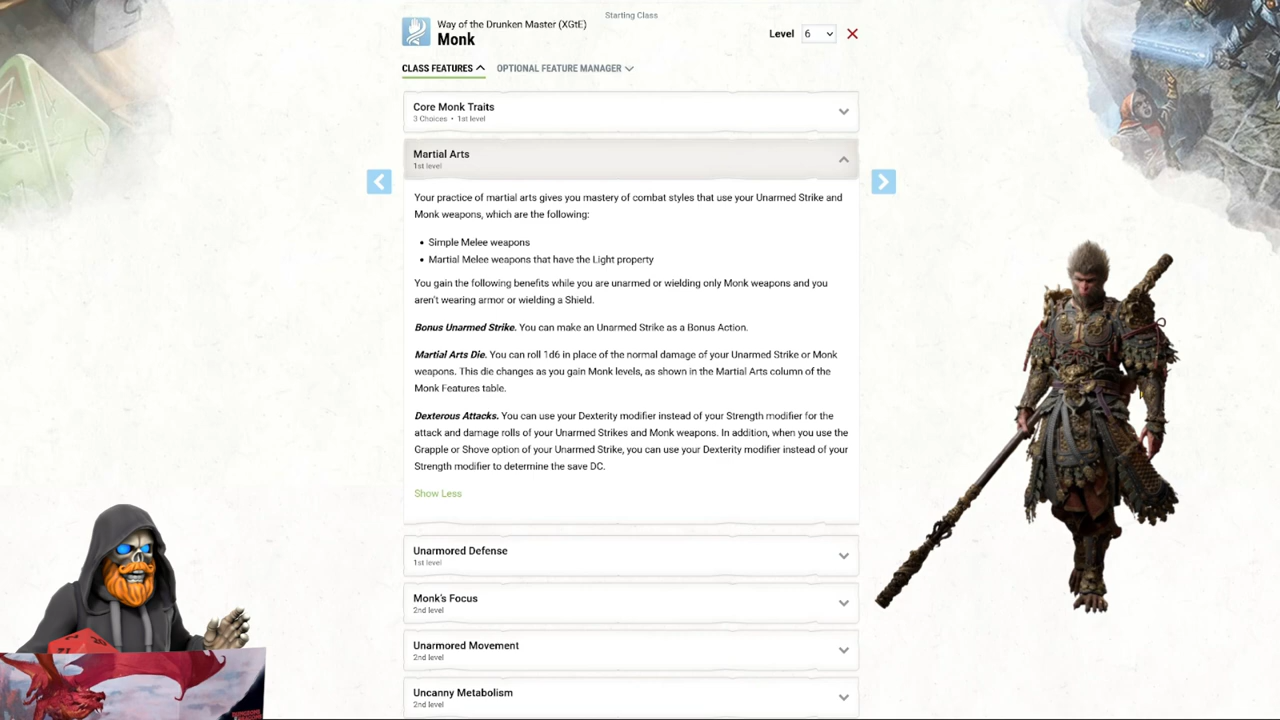 Starting Class
Way of the Drunken Master (XGtE)
Monk
Level 6
CLASS FEATURES
OPTIONAL FEATURE MANAGER
Core Monk Traits
3 Choices • 1st level
Martial Arts
1st level
Your practice of martial arts gives you mastery of combat styles that use your Unarmed Strike and
Monk weapons, which are the following:
• Simple Melee weapons
• Martial Melee weapons that have the Light property
You gain the following benefits while you are unarmed or wielding only Monk weapons and you
aren't wearing armor or wielding a Shield.
Bonus Unarmed Strike. You can make an Unarmed Strike as a Bonus Action.
Martial Arts Die. You can roll 1d6 in place of the normal damage of your Unarmed Strike or Monk
weapons. This die changes as you gain Monk levels, as shown in the Martial Arts column of the
Monk Features table.
Dexterous Attacks. You can use your Dexterity modifier instead of your Strength modifier for the
attack and damage rolls of your Unarmed Strikes and Monk weapons. In addition, when you use the
Grapple or Shove option of your Unarmed Strike, you can use your Dexterity modifier instead of your
Strength modifier to determine the save DC.
Show Less
Unarmored Defense
1st level
Monk's Focus
2nd level
Unarmored Movement
2nd level
Uncanny Metabolism
2nd level